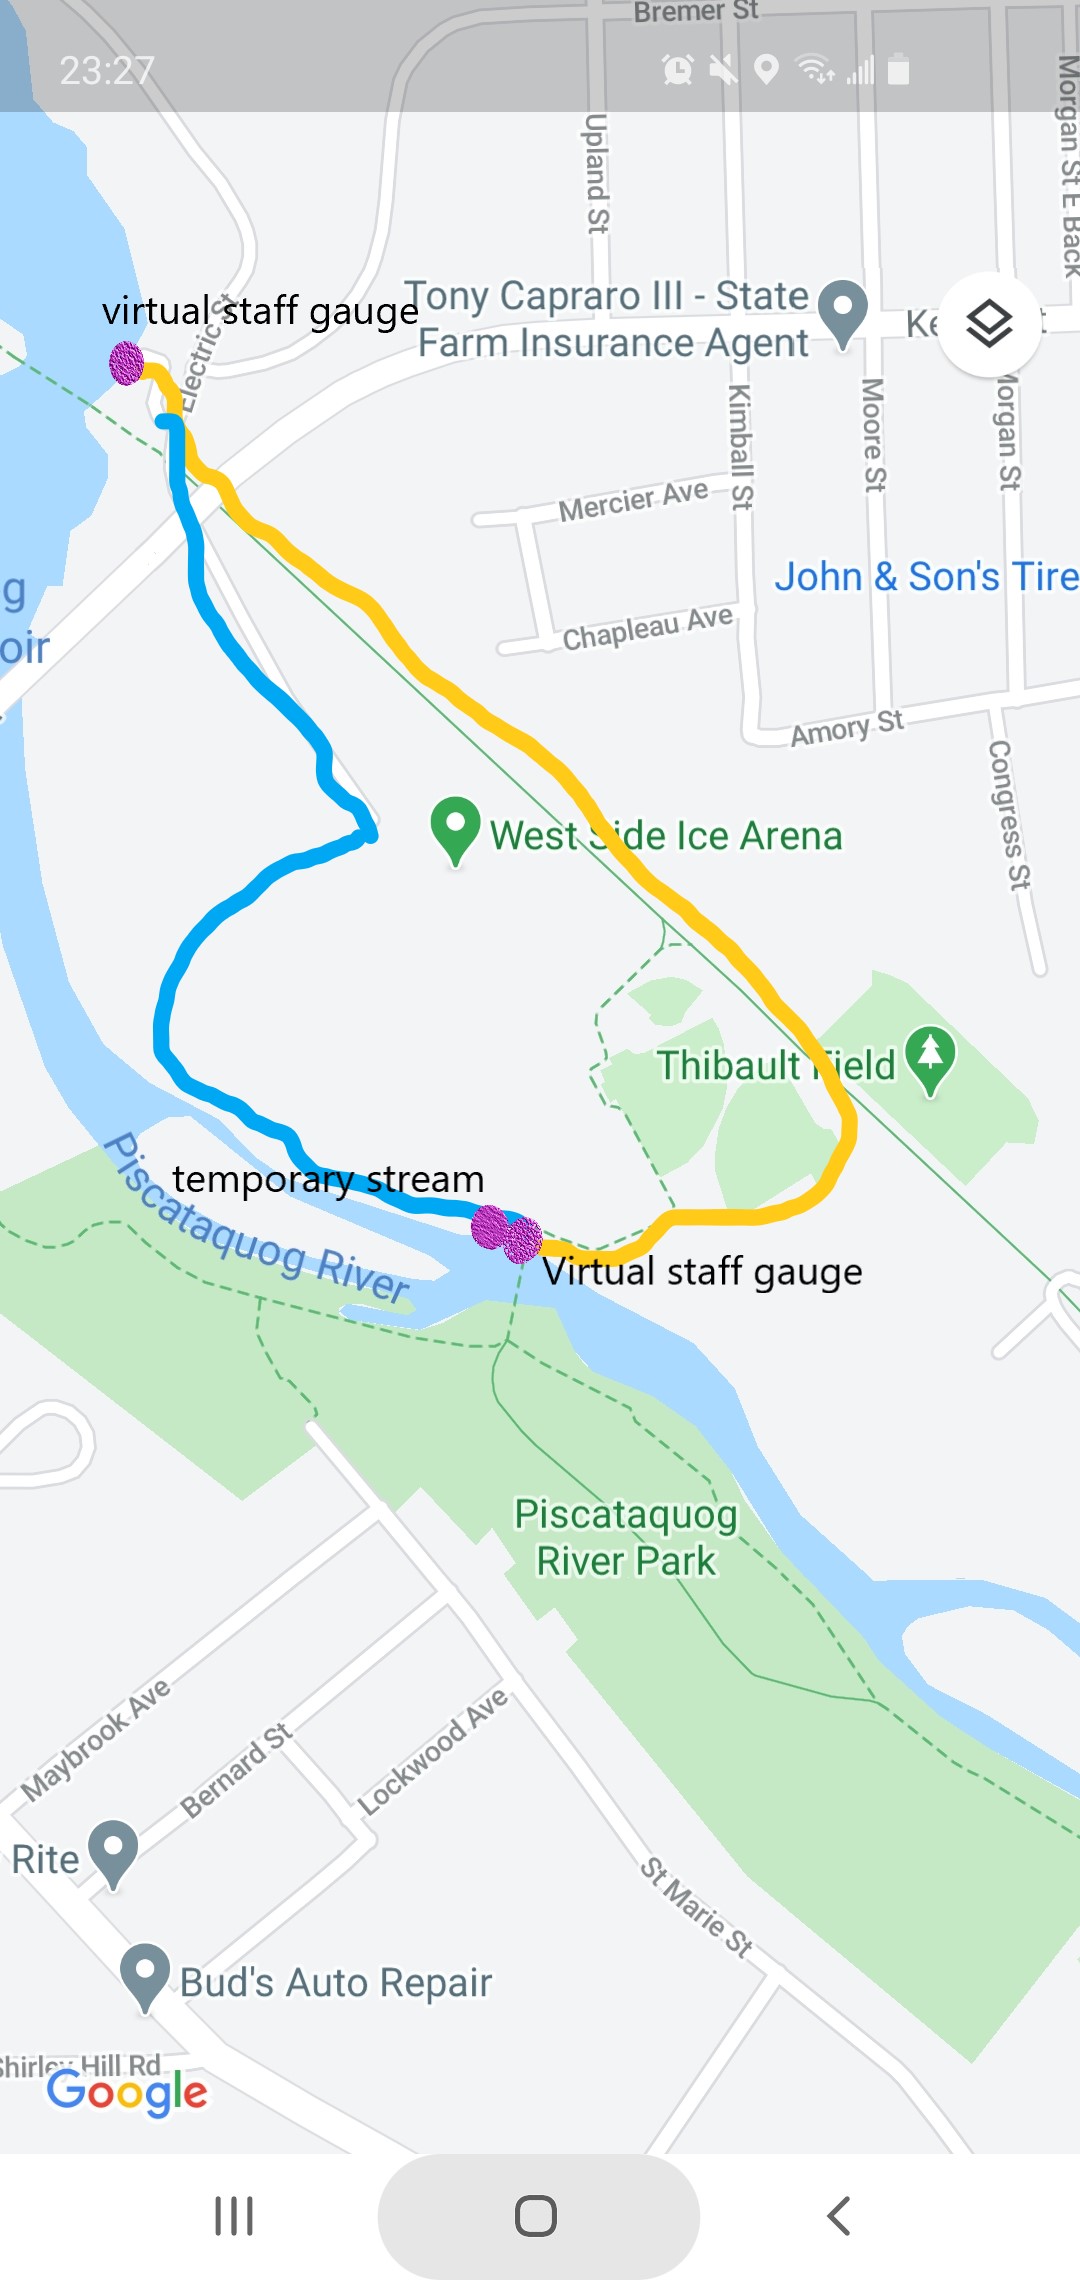 Bremer St
23:27
Morgan St E Back
Upland St
virtual staff gauge
Electric St
Tony Capraro III - State
Farm Insurance Agent
Ke
Kimball St
Moore St
Morgan St
Mercier Ave
John & Son's Tire
g
oir
Chapleau Ave
Amory St
Congress St
West Side Ice Arena
Thibault Field
temporary stream
Piscataquog River
Virtual staff gauge
Piscataquog
River Park
Maybrook Ave
Bernard St
Lockwood Ave
Rite
St Marie St
Bud's Auto Repair
Shirley Hill Rd
Google